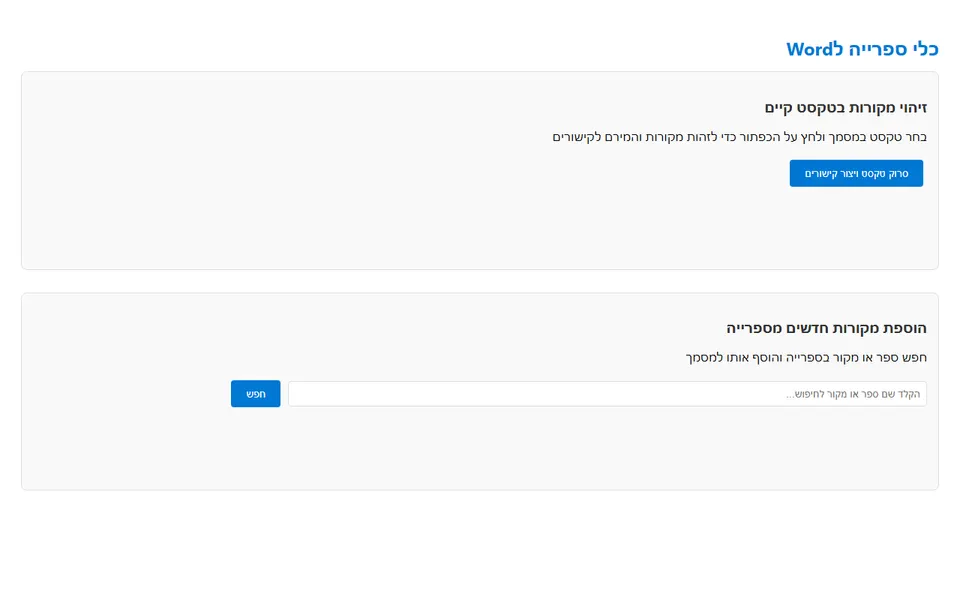 כלי ספרייה לWord
זיהוי מקורות בטקסט קיים
בחר טקסט במסמך ולחץ על הכפתור כדי לזהות מקורות והמירם לקישורים
סרוק טקסט ויצור קישורים
הוספת מקורות חדשים מספרייה
חפש ספר או מקור בספרייה והוסף אותו למסמך
הקלד שם ספר או מקור לחיפוש...
חפש